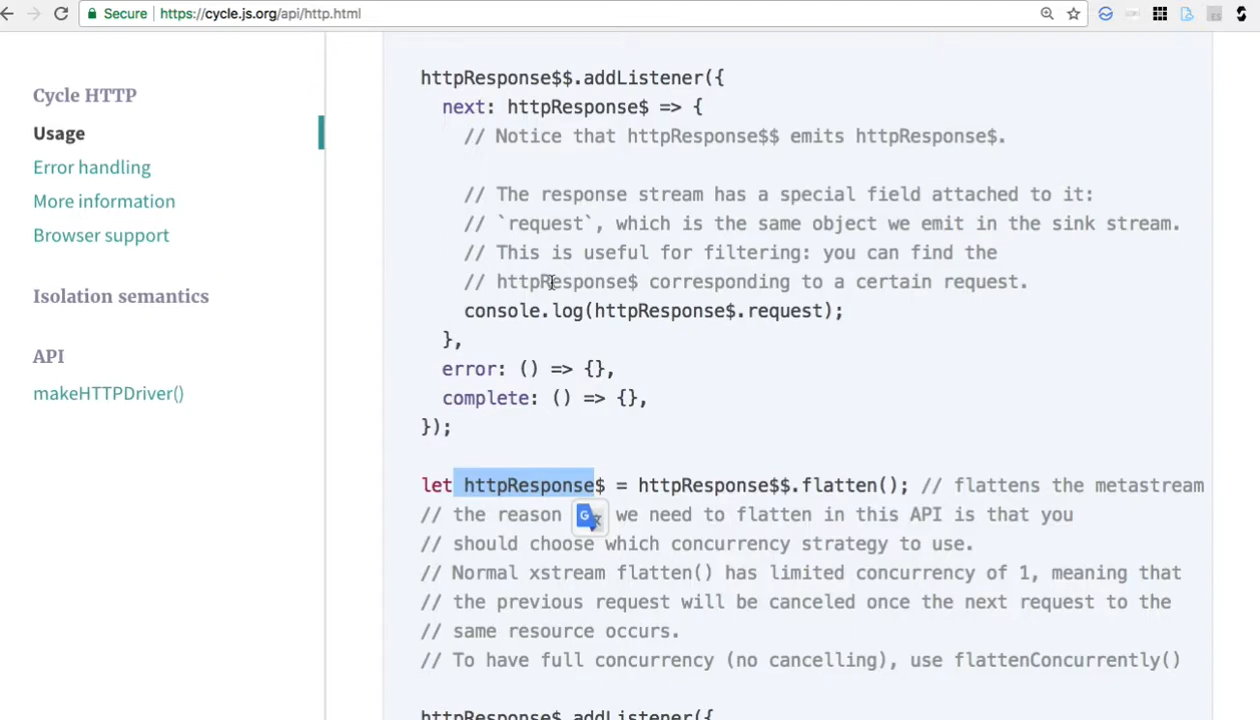 Secure
https://cycle.js.org/api/http.html
Cycle HTTP
Usage
Error handling
More information
Browser support
Isolation semantics
API
makeHTTPDriver()
httpResponse$$.addListener({
next: httpResponse$ => {
// Notice that httpResponse$$ emits httpResponse$.
// The response stream has a special field attached to it:
// `request`, which is the same object we emit in the sink stream.
// This is useful for filtering: you can find the
// httpResponse$ corresponding to a certain request.
console.log(httpResponse$.request);
},
error: () => {},
complete: () => {},
});
let httpResponse$ = httpResponse$$.flatten(); // flattens the metastream
// the reason we need to flatten in this API is that you
// should choose which concurrency strategy to use.
// Normal xstream flatten() has limited concurrency of 1, meaning that
// the previous request will be canceled once the next request to the
// same resource occurs.
// To have full concurrency (no cancelling), use flattenConcurrently()
httpResponse$.addListener({